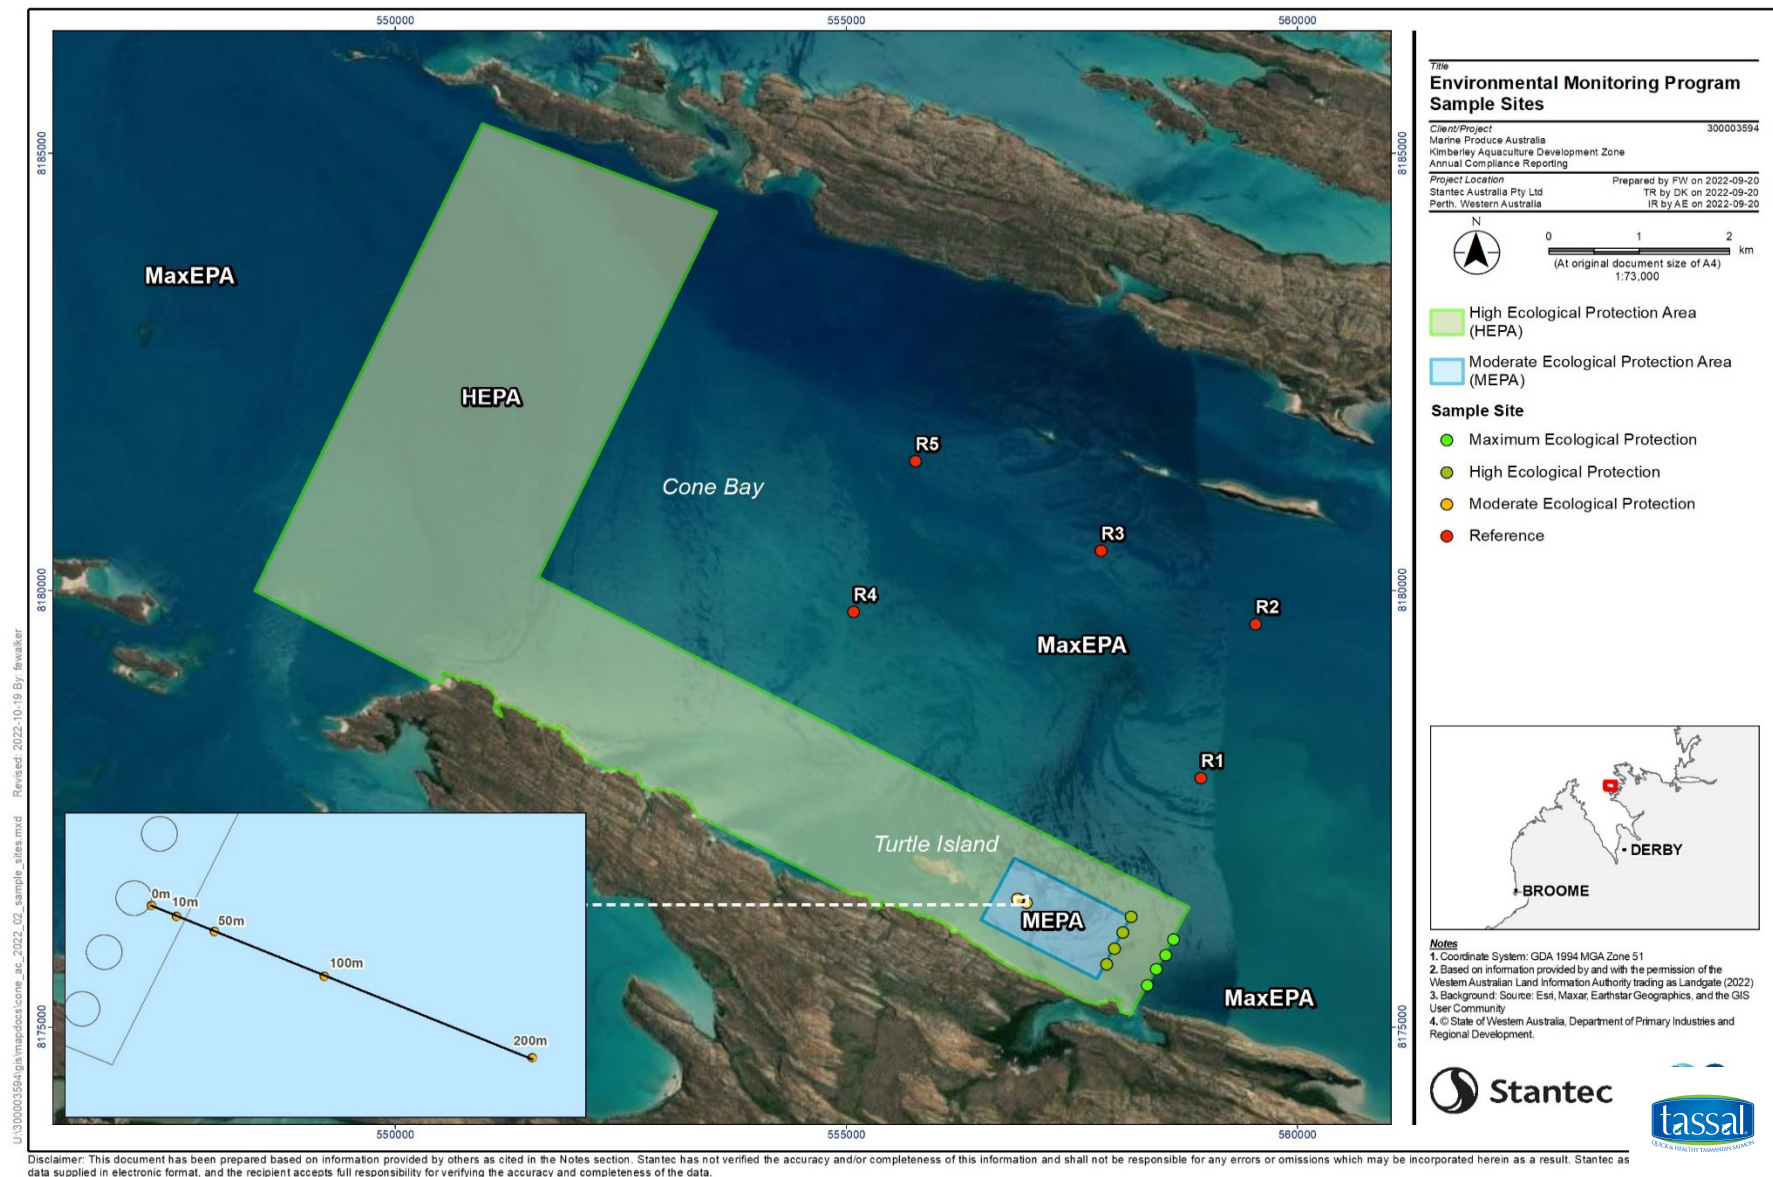 550000
555000
560000
8185000
8180000
8175000
8185000
8180000
8175000
550000
555000
560000
MaxEPA
HEPA
Cone Bay
R5
R3
R4
R2
MaxEPA
R1
Turtle Island
MEPA
MaxEPA
0m
10m
50m
100m
200m
Title
Environmental Monitoring Program
Sample Sites
Client/Project 300003594
Marine Produce Australia
Kimberley Aquaculture Development Zone
Annual Compliance Reporting
Project Location Prepared by FW on 2022-09-20
Stantec Australia Pty Ltd TR by DK on 2022-09-20
Perth, Western Australia IR by AE on 2022-09-20
N
0 1 2
km
(At original document size of A4)
1:73,000
High Ecological Protection Area
(HEPA)
Moderate Ecological Protection Area
(MEPA)
Sample Site
Maximum Ecological Protection
High Ecological Protection
Moderate Ecological Protection
Reference
DERBY
BROOME
Notes
1. Coordinate System: GDA 1994 MGA Zone 51
2. Based on information provided by and with the permission of the
Western Australian Land Information Authority trading as Landgate (2022)
3. Background: Source: Esri, Maxar, Earthstar Geographics, and the GIS
User Community
4. © State of Western Australia, Department of Primary Industries and
Regional Development.
Stantec
tassal
QUICK & HEALTHY TASMANIAN SALMON
U:\300003594\gis\mapdocs\cone_ac_2022_02_sample_sites.mxd Revised: 2022-10-19 By: fewalker
Disclaimer: This document has been prepared based on information provided by others as cited in the Notes section. Stantec has not verified the accuracy and/or completeness of this information and shall not be responsible for any errors or omissions which may be incorporated herein as a result. Stantec as
data supplied in electronic format, and the recipient accepts full responsibility for verifying the accuracy and completeness of the data.